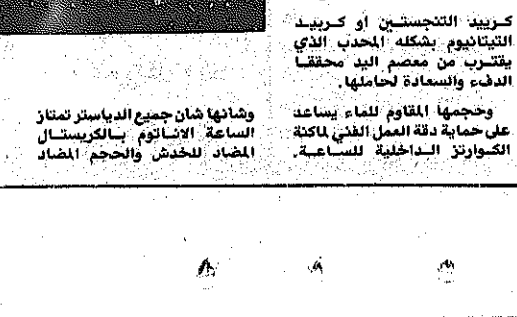 كربيد التنجستين او كربيد
التيتانيوم بشكله المحدب الذي
يقترب من معصم اليد محققا
الدفء والسعادة لحاملها.
وحجمها المقاوم للماء يساعد
على حماية دقة العمل الفني لماكنة
الكوارتز الداخلية للساعة.
وشانها شان جميع الدياستر تمتاز
الساعة الاناتوم بالكريستال
المضاد للخدش والحجم المضاد